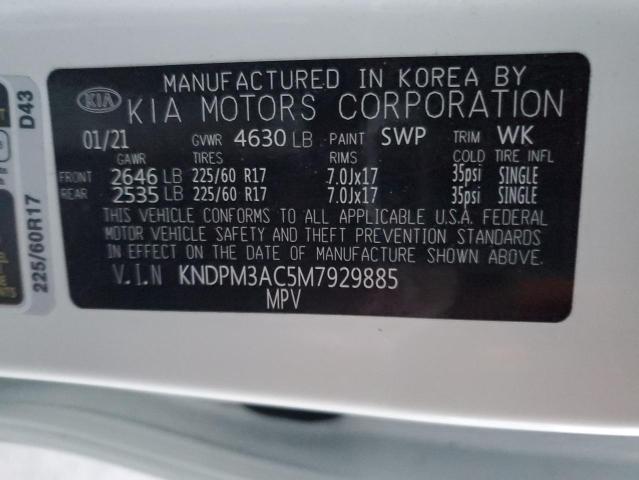 MANUFACTURED IN KOREA BY
KIA KIA MOTORS CORPORATION
01/21 GVWR 4630 LB PAINT SWP TRIM WK
GAWR TIRES RIMS COLD TIRE INFL
FRONT 2646 LB 225/60 R17 7.0Jx17 35psi SINGLE
REAR 2535 LB 225/60 R17 7.0Jx17 35psi SINGLE
THIS VEHICLE CONFORMS TO ALL APPLICABLE U.S.A. FEDERAL
MOTOR VEHICLE SAFETY AND THEFT PREVENTION STANDARDS
IN EFFECT ON THE DATE OF MANUFACTURE SHOWN ABOVE.
V.I.N KNDPM3AC5M7929885
MPV
D43
225/60R17